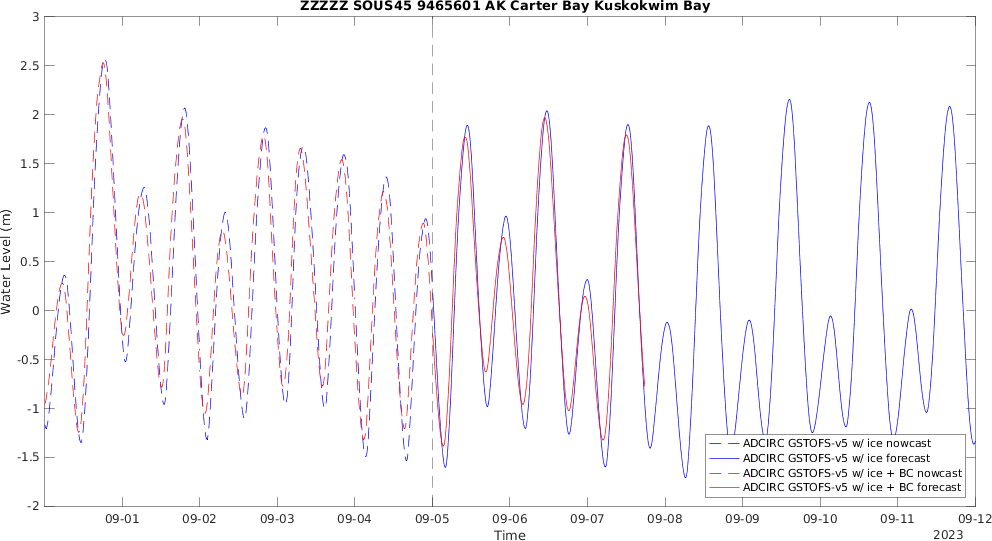 ZZZZZ SOUS45 9465601 AK Carter Bay Kuskokwim Bay
3
2.5
2
1.5
1
0.5
0
-0.5
-1
-1.5
-2
Water Level (m)
ADCIRC GSTOFS-v5 w/ ice nowcast
ADCIRC GSTOFS-v5 w/ ice forecast
ADCIRC GSTOFS-v5 w/ ice + BC nowcast
ADCIRC GSTOFS-v5 w/ ice + BC forecast
09-01 09-02 09-03 09-04 09-05 09-06 09-07 09-08 09-09 09-10 09-11 09-12
Time
2023